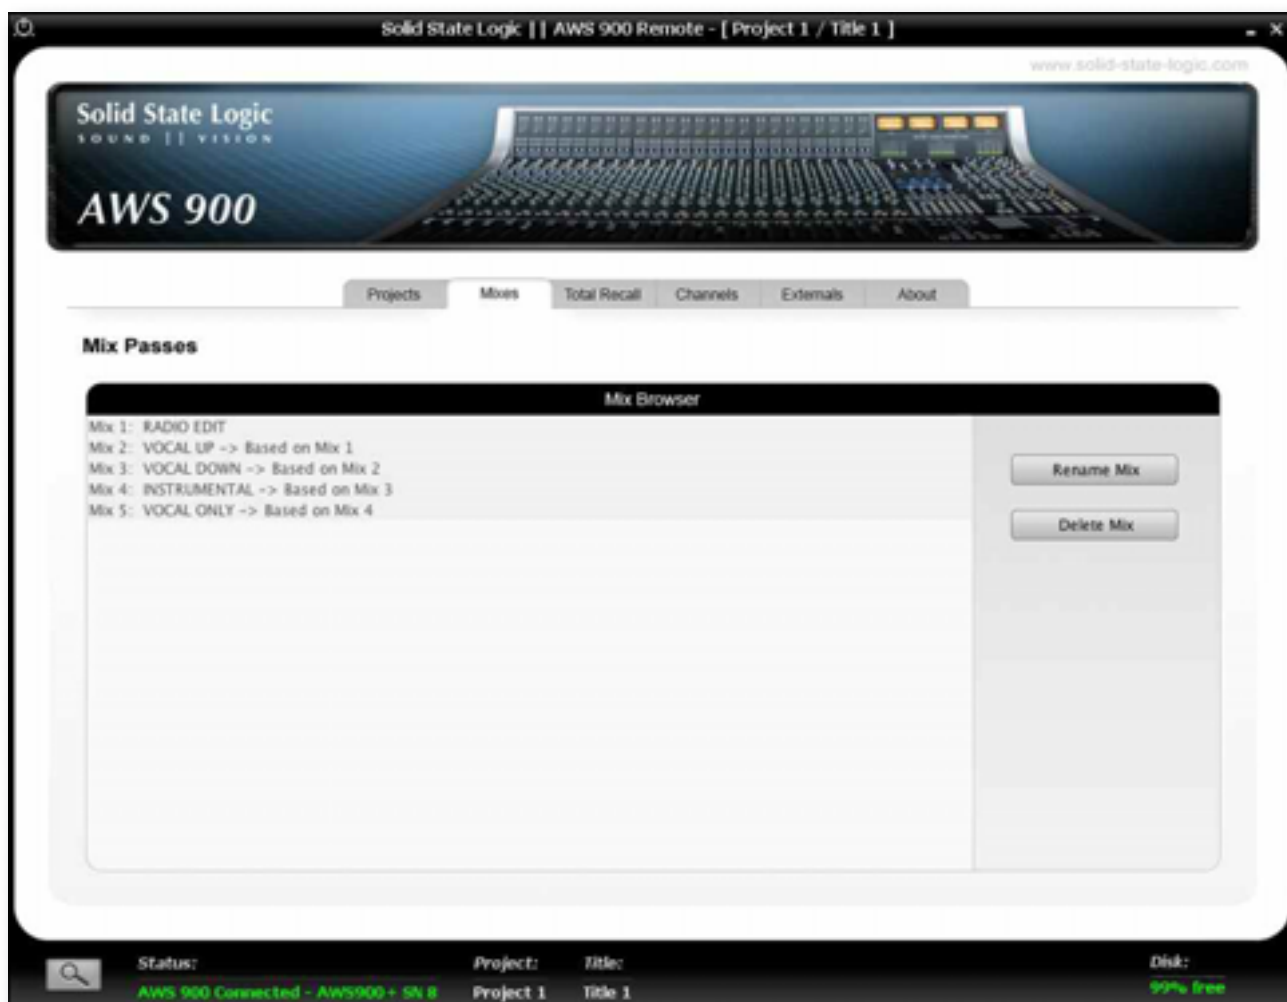 Solid State Logic || AWS 900 Remote - [ Project 1 / Title 1 ]
www.solid-state-logic.com
Solid State Logic
SOUND || VISION
AWS 900
Projects Mixes Total Recall Channels Externals About
Mix Passes
Mix Browser
Mix 1: RADIO EDIT
Mix 2: VOCAL UP -> Based on Mix 1
Mix 3: VOCAL DOWN -> Based on Mix 2
Mix 4: INSTRUMENTAL -> Based on Mix 3
Mix 5: VOCAL ONLY -> Based on Mix 4
Rename Mix
Delete Mix
Status: Project: Title: Disk:
AWS 900 Connected - AWS900+ SN 8 Project 1 Title 1 99% free